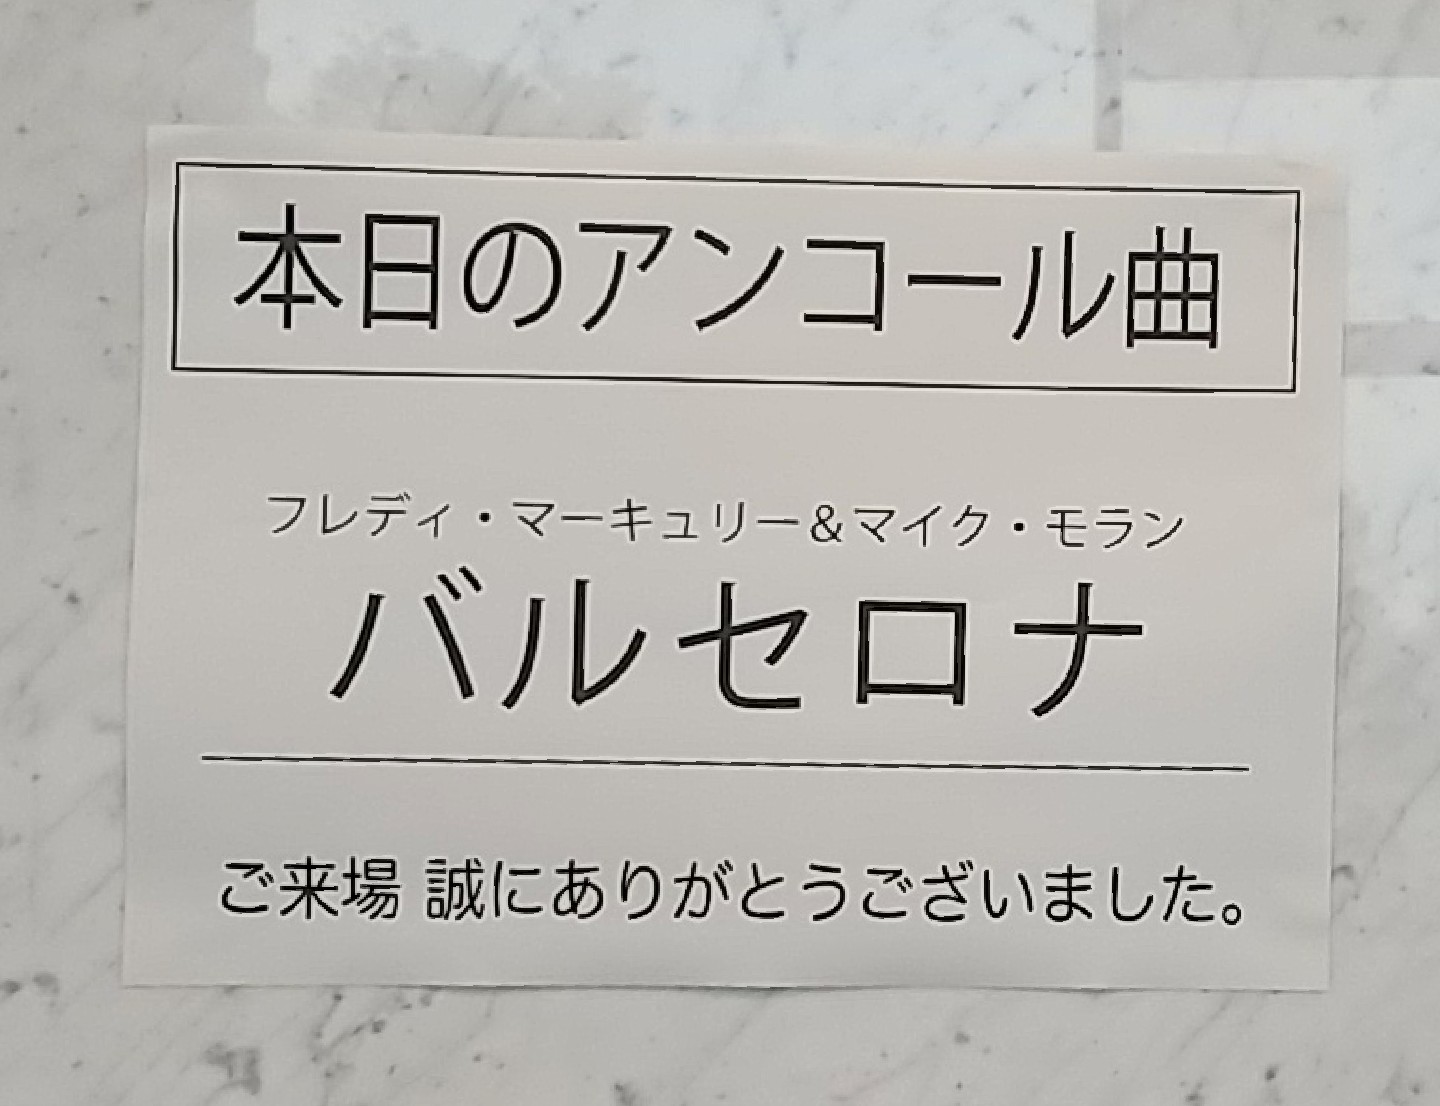 本日のアンコール曲
フレディ・マーキュリー＆マイク・モラン
バルセロナ
ご来場 誠にありがとうございました。